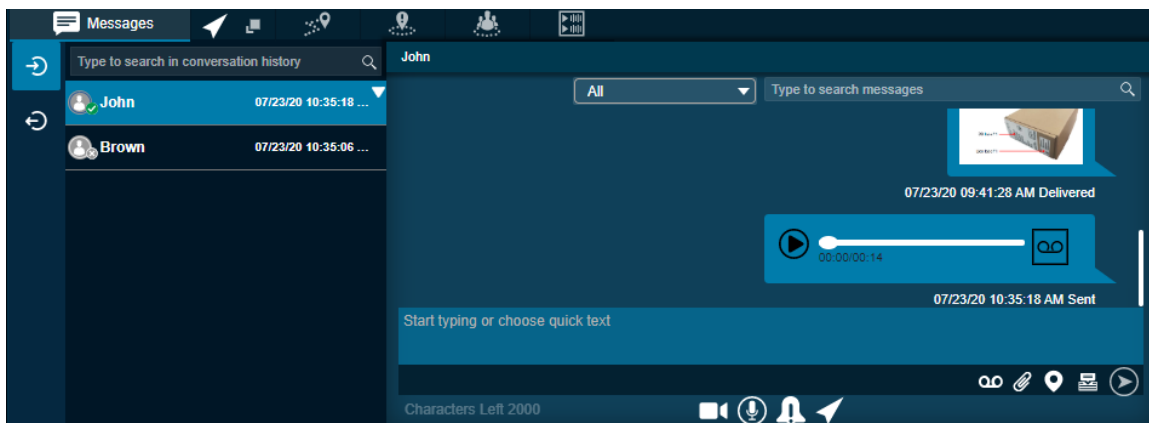 Messages
Type to search in conversation history
John 07/23/20 10:35:18 ...
Brown 07/23/20 10:35:06 ...
John
All
Type to search messages
07/23/20 09:41:28 AM Delivered
00:00/00:14
07/23/20 10:35:18 AM Sent
Start typing or choose quick text
Characters Left 2000